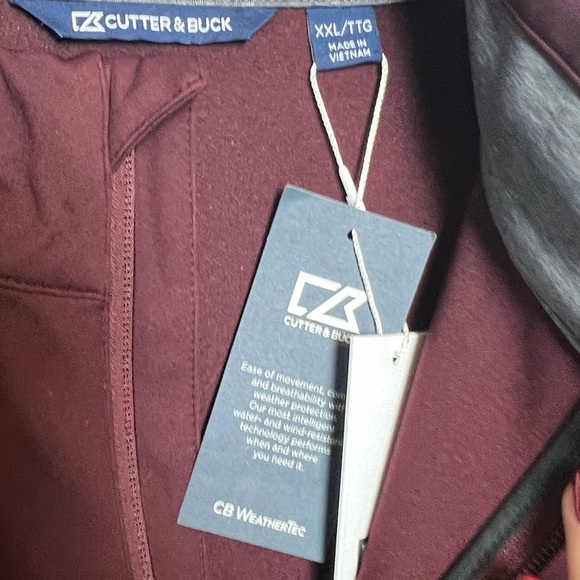 CUTTER & BUCK
XXL/TTG
MADE IN
VIETNAM
CUTTER & BUCK
Ease of movement,
and breathability with
weather protection.
Our most intelligent
water- and wind-resistant
technology performs
when and where
you need it.
CB WEATHERTEC